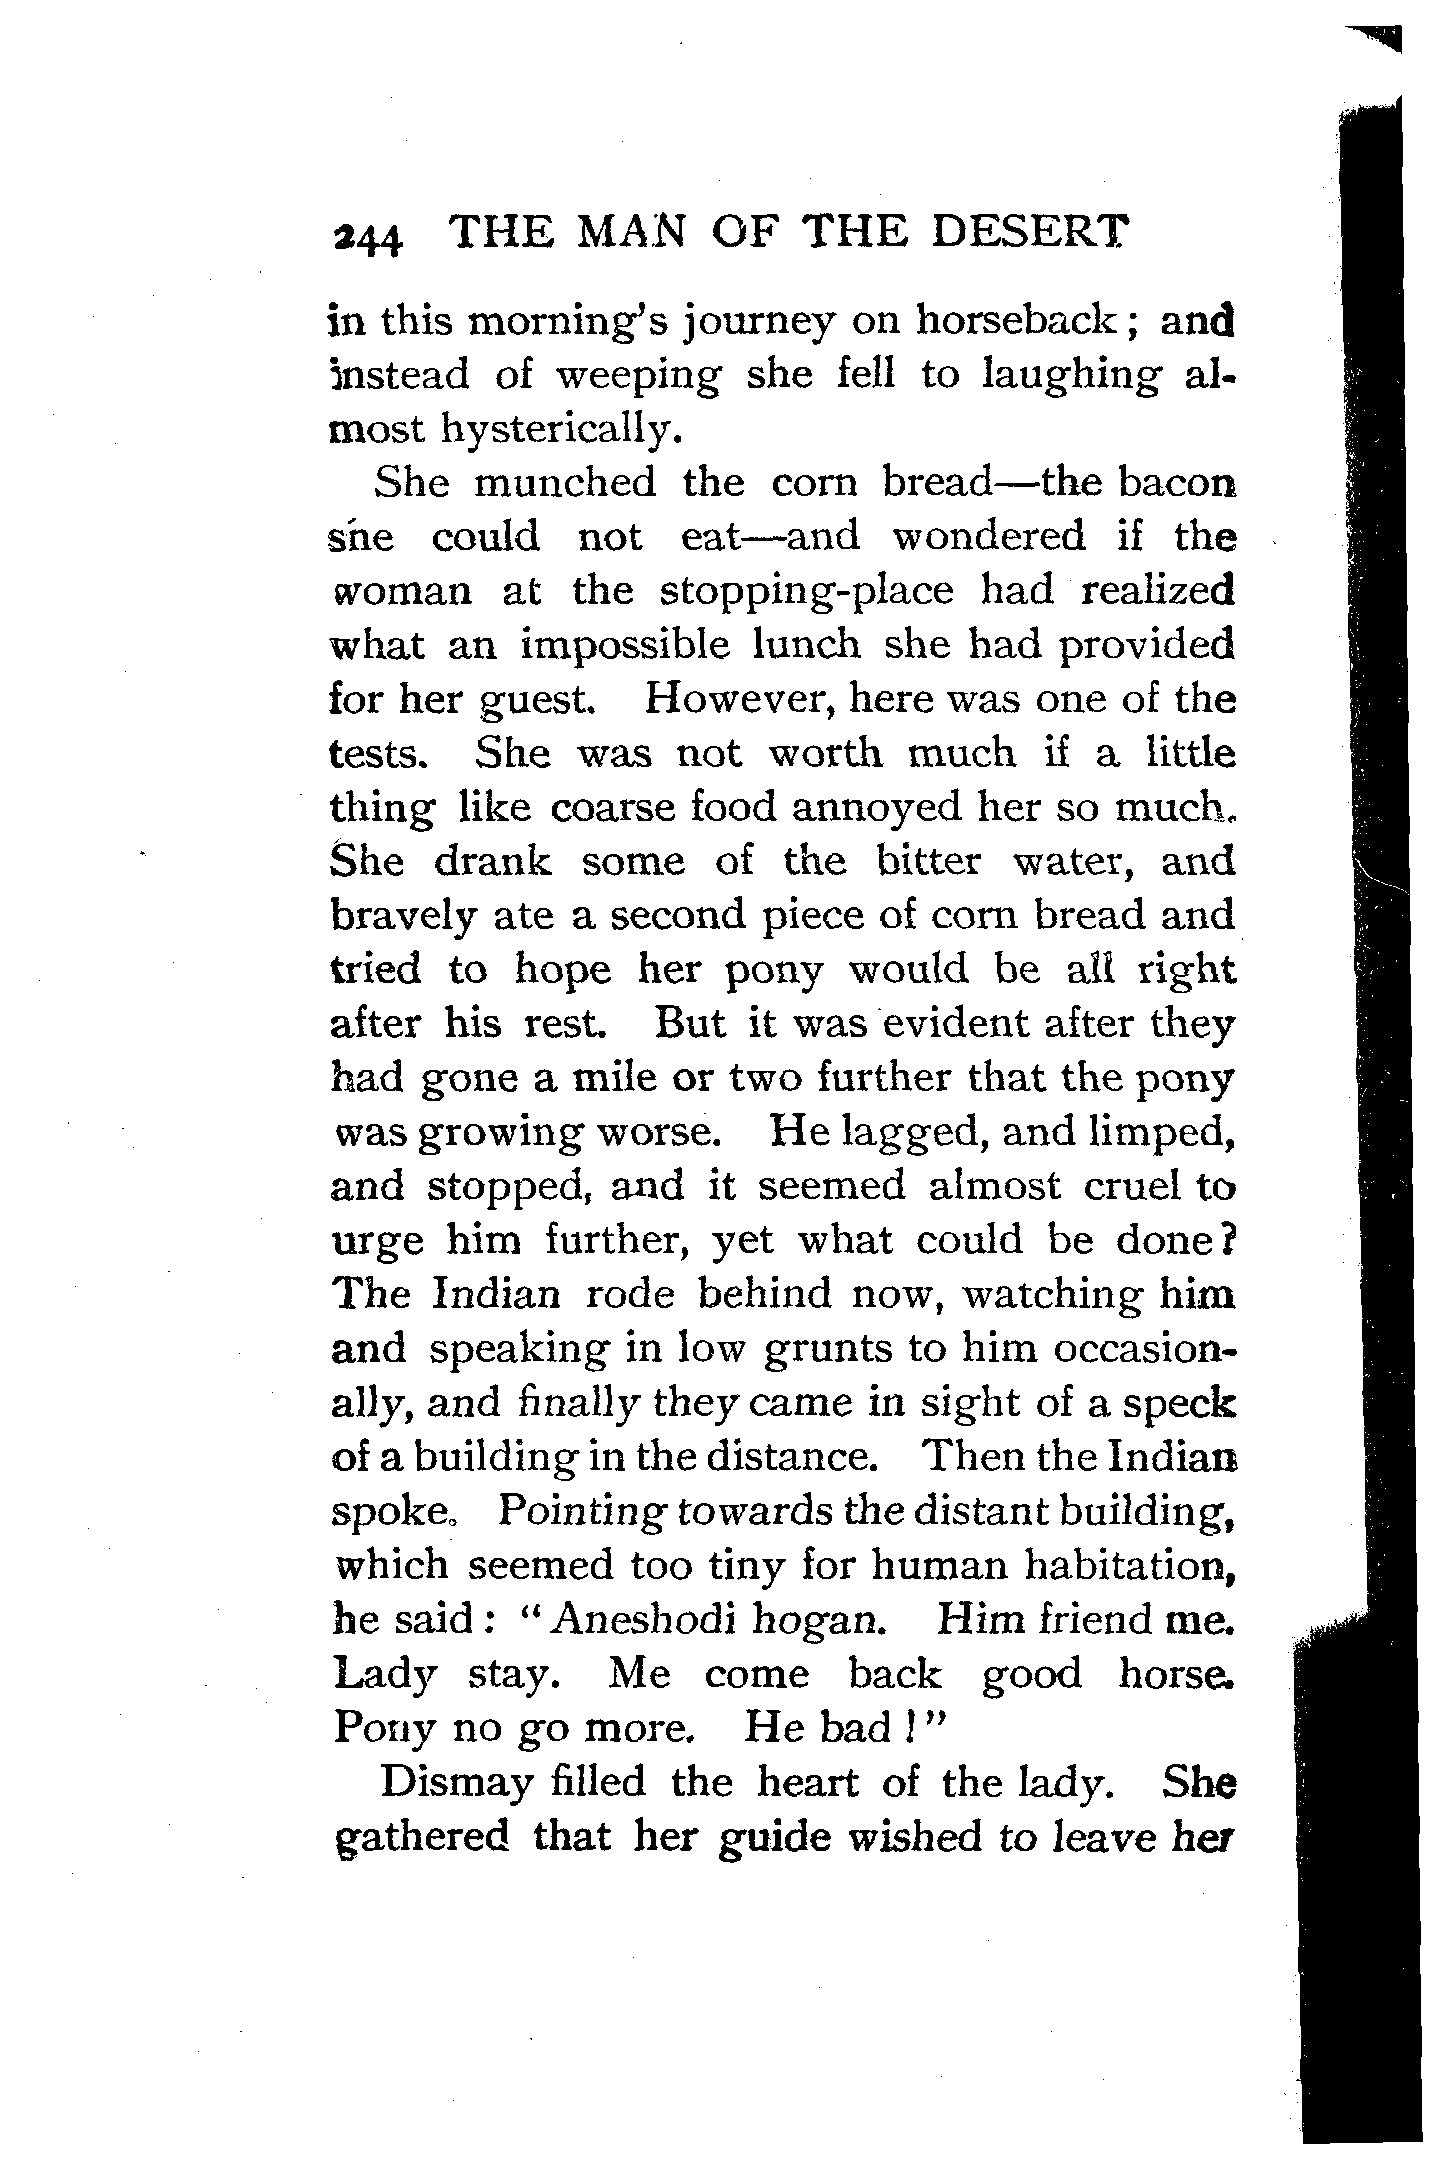 244 THE MAN OF THE DESERT
in this morning's journey on horseback; and
instead of weeping she fell to laughing al-
most hysterically.
She munched the corn bread—the bacon
she could not eat—and wondered if the
woman at the stopping-place had realized
what an impossible lunch she had provided
for her guest. However, here was one of the
tests. She was not worth much if a little
thing like coarse food annoyed her so much.
She drank some of the bitter water, and
bravely ate a second piece of corn bread and
tried to hope her pony would be all right
after his rest. But it was evident after they
had gone a mile or two further that the pony
was growing worse. He lagged, and limped,
and stopped, and it seemed almost cruel to
urge him further, yet what could be done?
The Indian rode behind now, watching him
and speaking in low grunts to him occasion-
ally, and finally they came in sight of a speck
of a building in the distance. Then the Indian
spoke. Pointing towards the distant building,
which seemed too tiny for human habitation,
he said: "Aneshodi hogan. Him friend me.
Lady stay. Me come back good horse.
Pony no go more. He bad!"
Dismay filled the heart of the lady. She
gathered that her guide wished to leave her